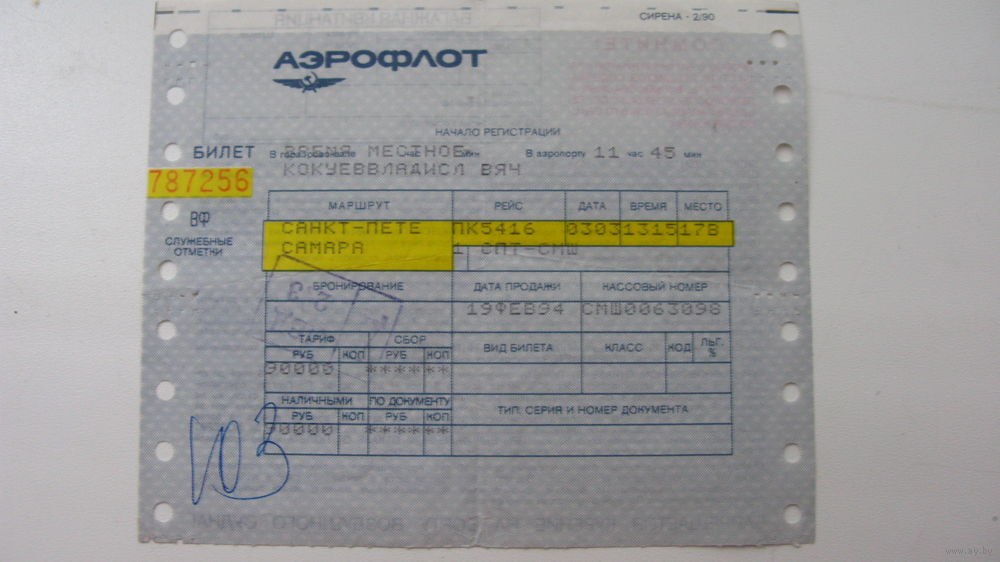 СИРЕНА - 2/90
АЭРОФЛОТ
НАЧАЛО РЕГИСТРАЦИИ
БИЛЕТ ВРЕМЯ МЕСТНОЕ В аэропорту 11 час 45 мин
КОКУЕВВЛАДИСЛ ВЯЧ
787256
МАРШРУТ РЕЙС ДАТА ВРЕМЯ МЕСТО
ВФ
САНКТ-ПЕТЕ ПК5416 0303 1315 17В
СЛУЖЕБНЫЕ ОТМЕТКИ
САМАРА 1 СПТ-СМШ
БРОНИРОВАНИЕ ДАТА ПРОДАЖИ КАССОВЫЙ НОМЕР
19ФЕВ94 СМШ0063098
ТАРИФ СБОР ВИД БИЛЕТА КЛАСС КОД ЛЬГ. %
РУБ КОП РУБ КОП
90000 ***** **
НАЛИЧНЫМИ ПО ДОКУМЕНТУ ТИП, СЕРИЯ И НОМЕР ДОКУМЕНТА
РУБ КОП РУБ КОП
90000 ***** **
www.ay.by